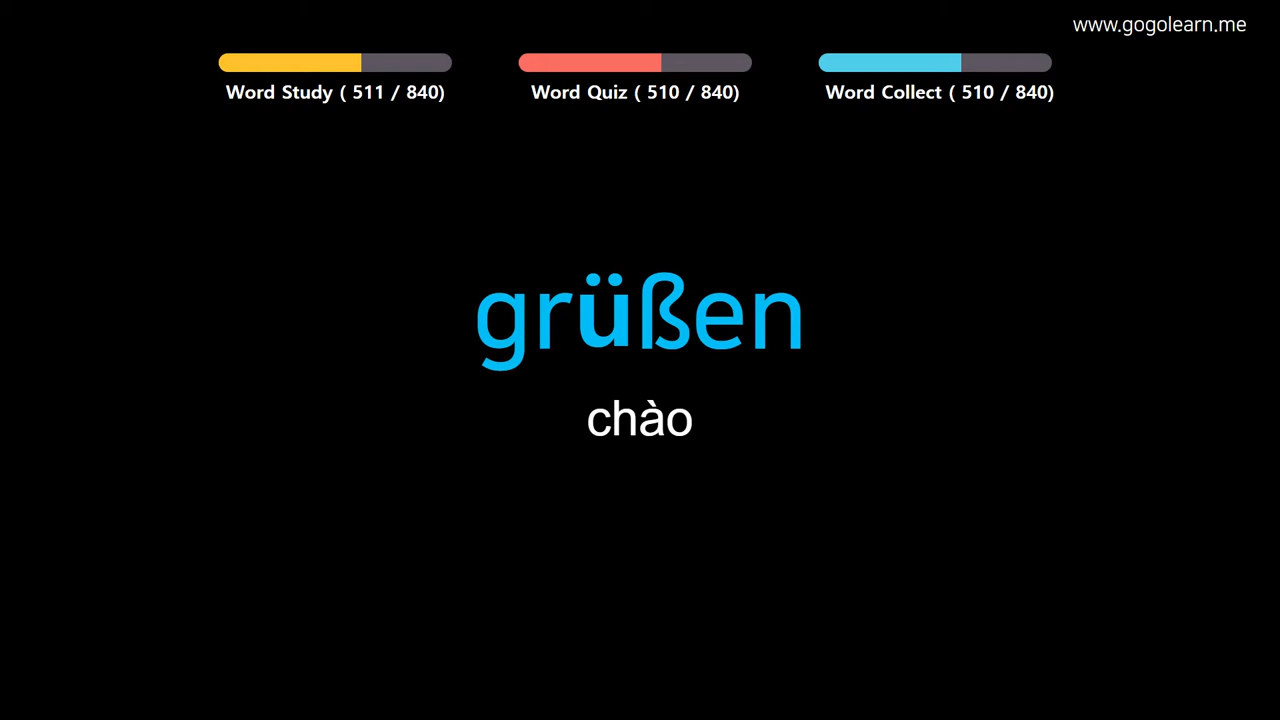 www.gogolearn.me
Word Study ( 511 / 840)
Word Quiz ( 510 / 840)
Word Collect ( 510 / 840)
grüßen
chào